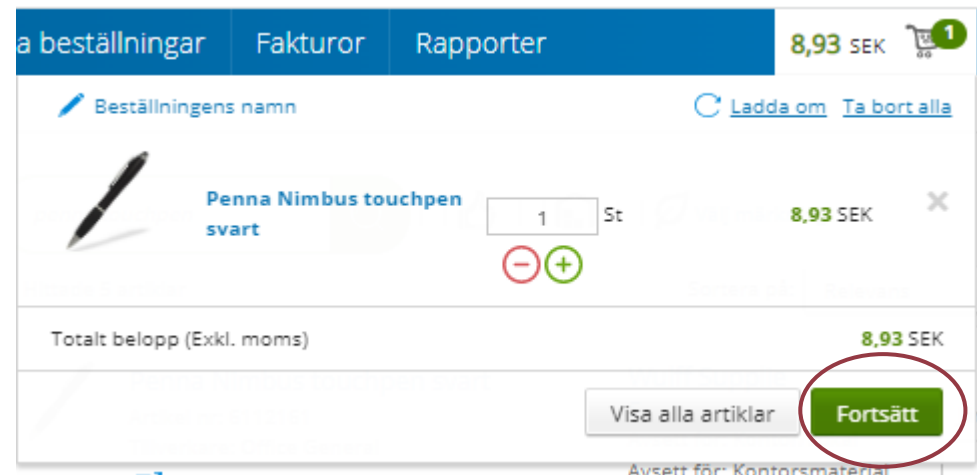 a beställningar Fakturor Rapporter 8,93 SEK 1
Beställningens namn Ladda om Ta bort alla
Penna Nimbus touchpen
svart
1 St 8,93 SEK
Totalt belopp (Exkl. moms) 8,93 SEK
Visa alla artiklar Fortsätt
Avsett för: Kontorsmaterial